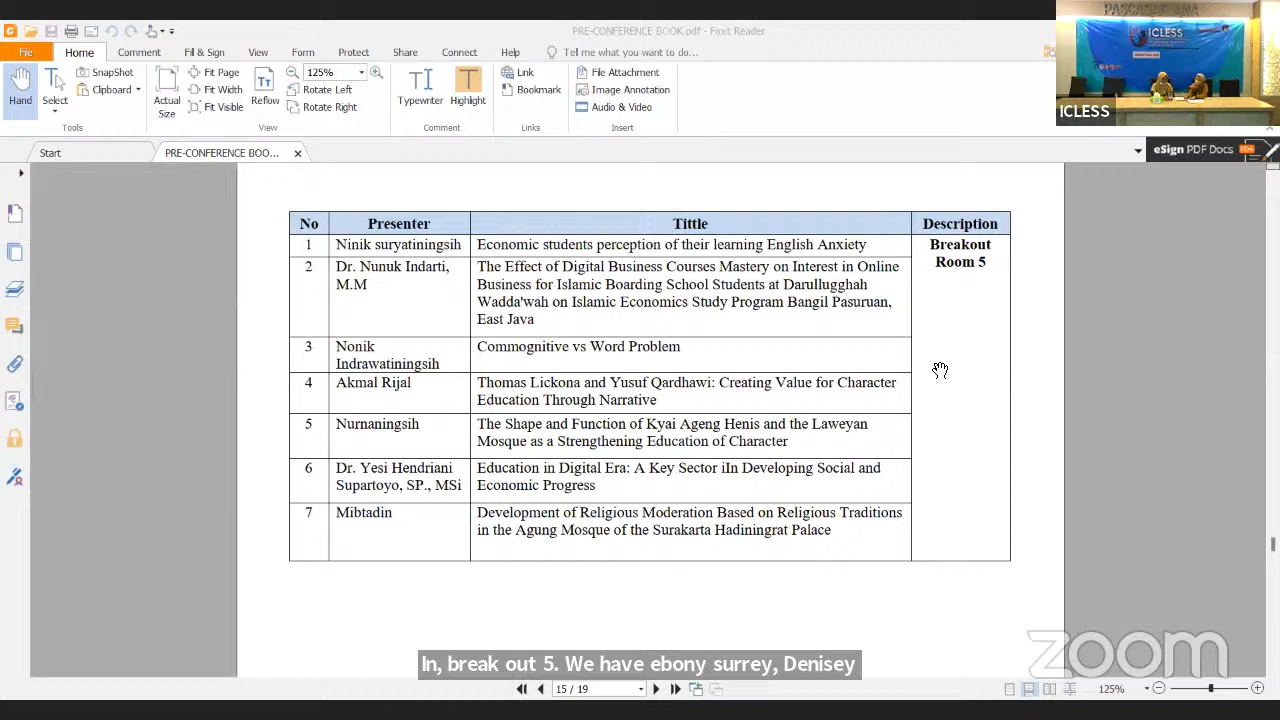 PRE-CONFERENCE BOOK.pdf - Foxit Reader
File Home Comment Fill & Sign View Form Protect Share Connect Help Tell me what you want to do...
Hand
Select
SnapShot
Clipboard
Tools
Actual Size
Fit Page
Fit Width
Fit Visible
Reflow
125%
Rotate Left
Rotate Right
View
Typewriter
Highlight
Comment
Link
Bookmark
Links
File Attachment
Image Annotation
Audio & Video
Insert
PASCASARJANA
ICLESS
ICLESS
Start
PRE-CONFERENCE BOO...
eSign PDF Docs
No Presenter Tittle Description
1 Ninik suryatiningsih Economic students perception of their learning English Anxiety Breakout
Room 5
2 Dr. Nunuk Indarti, The Effect of Digital Business Courses Mastery on Interest in Online
M.M Business for Islamic Boarding School Students at Darullugghah
Wadda'wah on Islamic Economics Study Program Bangil Pasuruan,
East Java
3 Nonik Commognitive vs Word Problem
Indrawatiningsih
4 Akmal Rijal Thomas Lickona and Yusuf Qardhawi: Creating Value for Character
Education Through Narrative
5 Nurnaningsih The Shape and Function of Kyai Ageng Henis and the Laweyan
Mosque as a Strengthening Education of Character
6 Dr. Yesi Hendriani Education in Digital Era: A Key Sector iIn Developing Social and
Supartoyo, SP., MSi Economic Progress
7 Mibtadin Development of Religious Moderation Based on Religious Traditions
in the Agung Mosque of the Surakarta Hadiningrat Palace
In, break out 5. We have ebony surrey, Denisey
zoom
15 / 19
125%